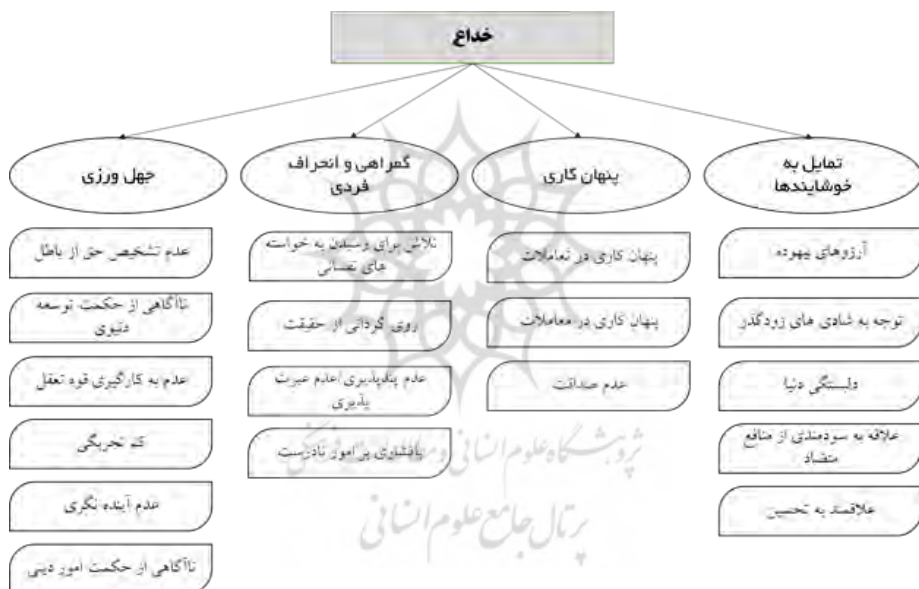 خداع
تمایل به
خوشایندها
پنهان کاری
گمراهی و انحراف
فردی
جهل ورزی
آرزوهای بیهوده
توجه به شادی های زودگذر
دلبستگی دنیا
علاقه به سودمندی از منافع
متضاد
علاقمند به تحسین
پنهان کاری در تعاملات
پنهان کاری در معاملات
عدم صداقت
تلاش برای رسیدن به خواسته
های نفسانی
روی گردانی از حقیقت
عدم پندپذیری/عدم عبرت
پذیری
پافشاری بر امور نادرست
عدم تشخیص حق از باطل
ناآگاهی از حکمت توسعه
دنیوی
عدم به کارگیری قوه تعقل
کم تجربگی
عدم آینده نگری
ناآگاهی از حکمت امور دینی
پژوهشگاه علوم انسانی و مطالعات فرهنگی
پرتال جامع علوم انسانی